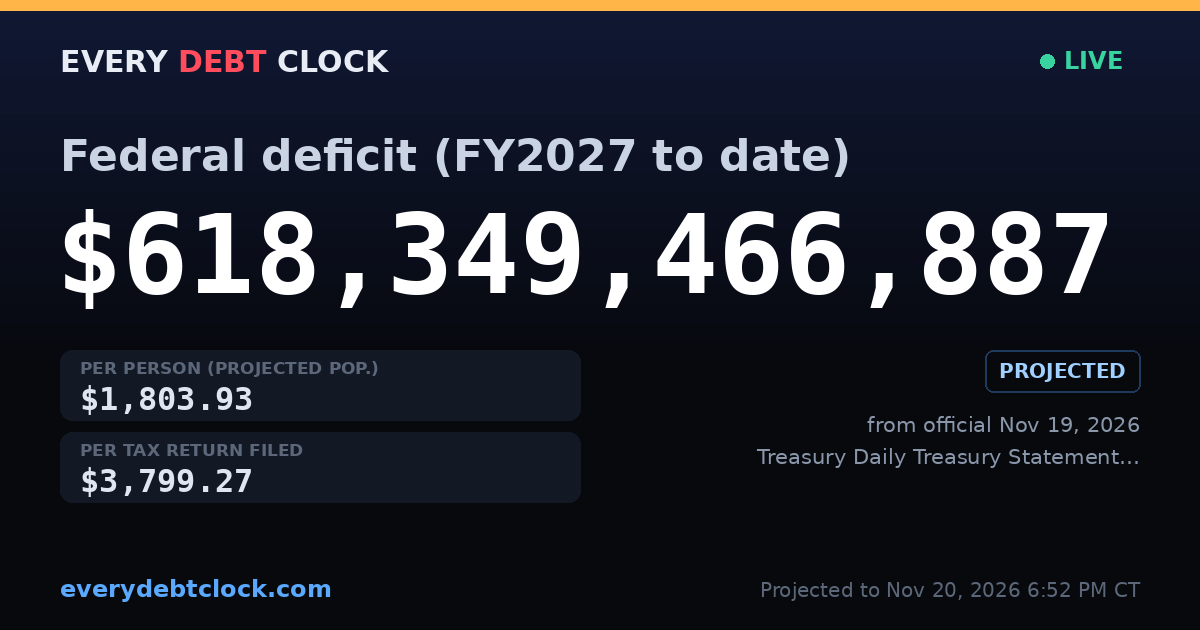 EVERY DEBT CLOCK
LIVE
Federal deficit (FY2027 to date)
$618,349,466,887
PER PERSON (PROJECTED POP.)
$1,803.93
PER TAX RETURN FILED
$3,799.27
PROJECTED
from official Nov 19, 2026
Treasury Daily Treasury Statement…
everydebtclock.com
Projected to Nov 20, 2026 6:52 PM CT